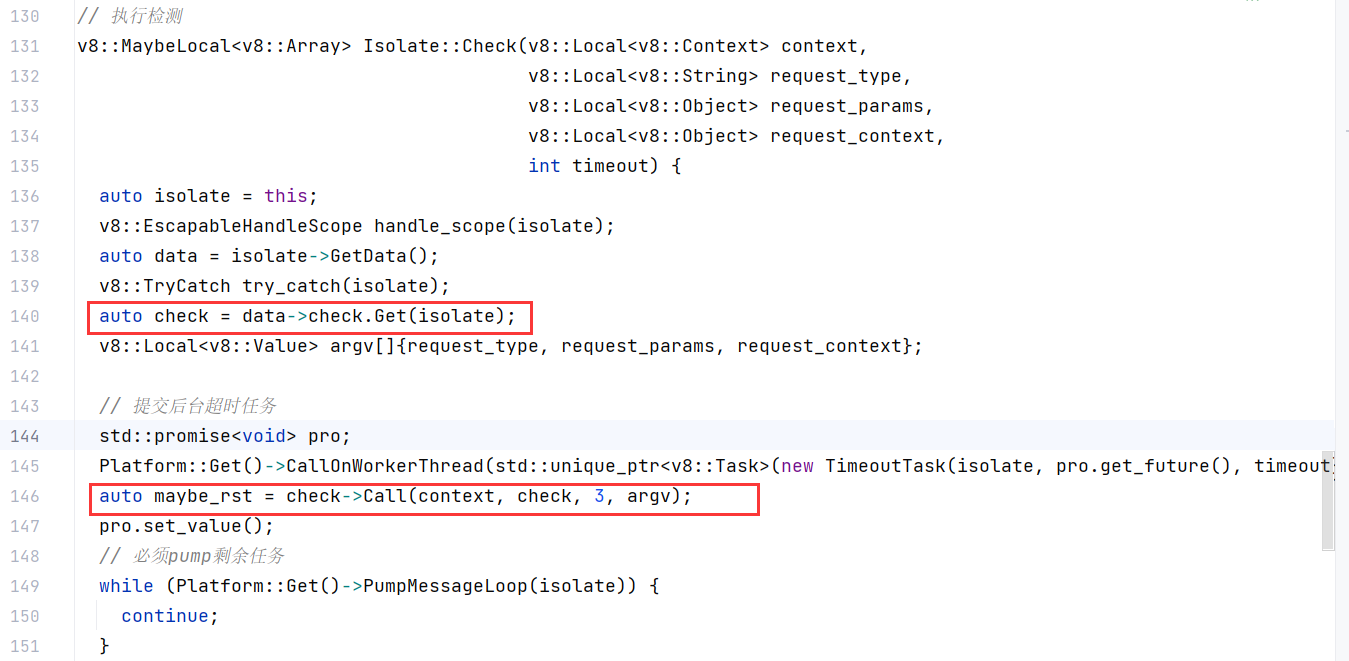 130 // 执行检测
131 v8::MaybeLocal<v8::Array> Isolate::Check(v8::Local<v8::Context> context,
132 v8::Local<v8::String> request_type,
133 v8::Local<v8::Object> request_params,
134 v8::Local<v8::Object> request_context,
135 int timeout) {
136 auto isolate = this;
137 v8::EscapableHandleScope handle_scope(isolate);
138 auto data = isolate->GetData();
139 v8::TryCatch try_catch(isolate);
140 auto check = data->check.Get(isolate);
141 v8::Local<v8::Value> argv[]{request_type, request_params, request_context};
142
143 // 提交后台超时任务
144 std::promise<void> pro;
145 Platform::Get()->CallOnWorkerThread(std::unique_ptr<v8::Task>(new TimeoutTask(isolate, pro.get_future(), timeout
146 auto maybe_rst = check->Call(context, check, 3, argv);
147 pro.set_value();
148 // 必须pump剩余任务
149 while (Platform::Get()->PumpMessageLoop(isolate)) {
150 continue;
151 }